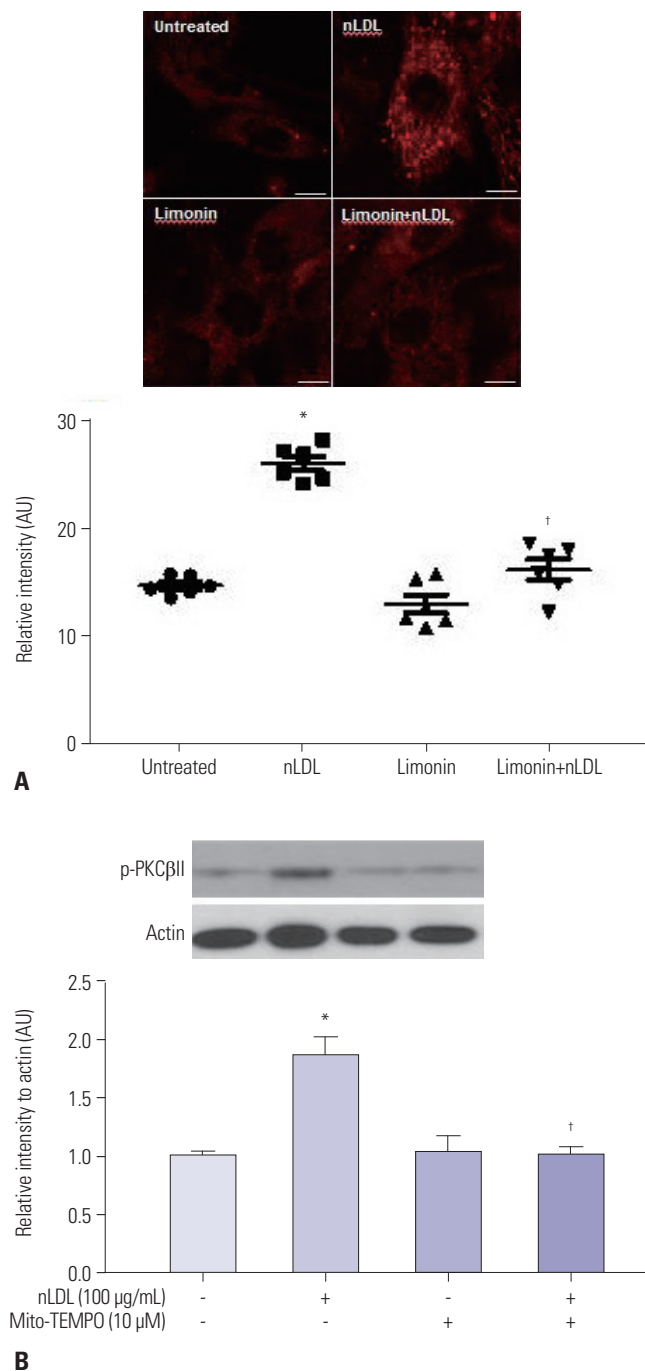 Untreated
nLDL
Limonin
Limonin+nLDL
30
*
20
†
10
0
Relative intensity (AU)
Untreated
nLDL
Limonin
Limonin+nLDL
A
p-PKCβII
Actin
2.5
*
2.0
1.5
†
1.0
0.5
0.0
Relative intensity to actin (AU)
nLDL (100 μg/mL) - + - +
Mito-TEMPO (10 μM) - - + +
B